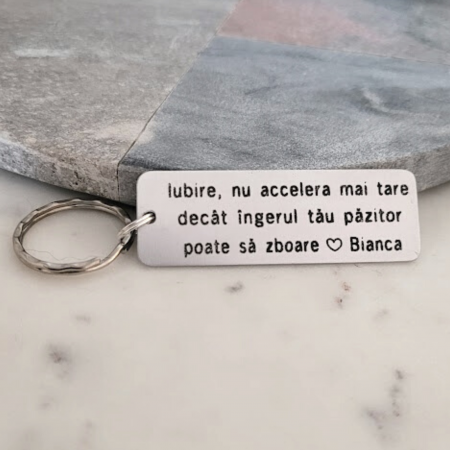 Iubire, nu accelera mai tare
decât îngerul tău păzitor
poate să zboare ♡ Bianca